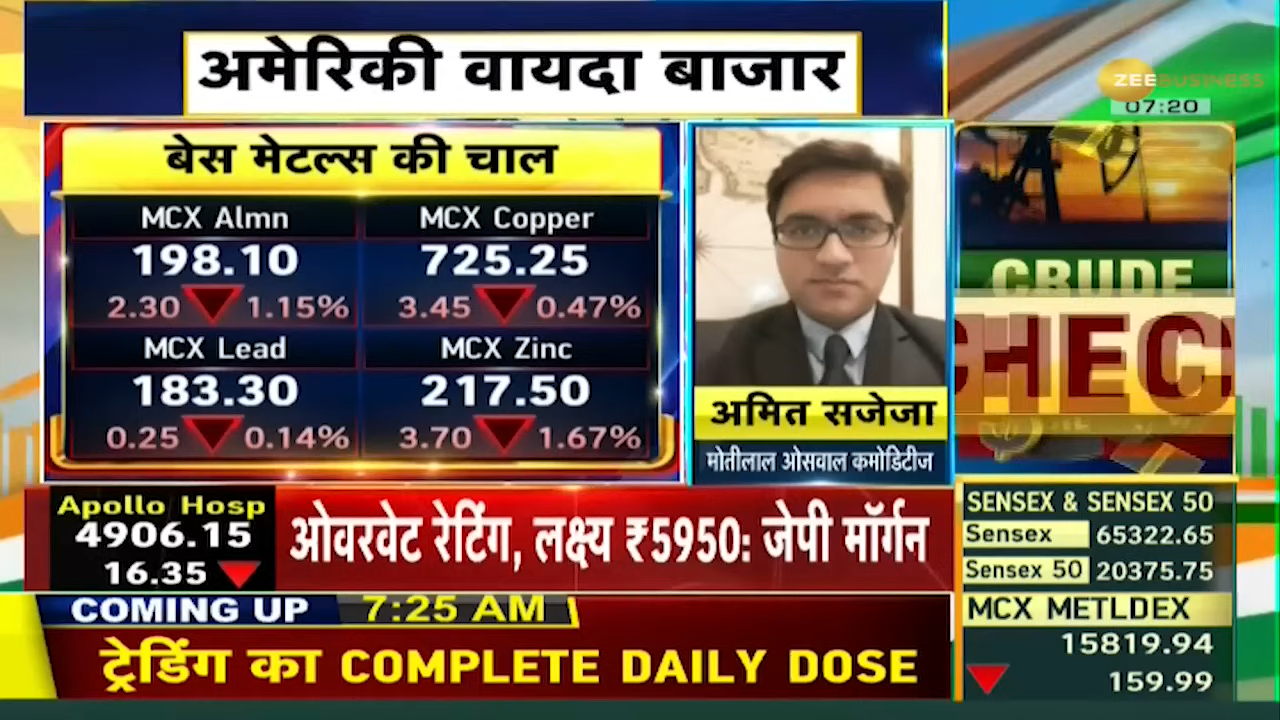 अमेरिकी वायदा बाजार
ZEEBUSINESS
07:20
बेस मेटल्स की चाल
MCX Almn
198.10
2.30 1.15%
MCX Copper
725.25
3.45 0.47%
MCX Lead
183.30
0.25 0.14%
MCX Zinc
217.50
3.70 1.67%
अमित सजेजा
मोतीलाल ओसवाल कमोडिटीज
CRUDE
CHECK
Apollo Hosp
4906.15
16.35
ओवरवेट रेटिंग, लक्ष्य ₹5950: जेपी मॉर्गन
SENSEX & SENSEX 50
Sensex 65322.65
Sensex 50 20375.75
MCX METLDEX
15819.94
159.99
COMING UP 7:25 AM
ट्रेडिंग का COMPLETE DAILY DOSE